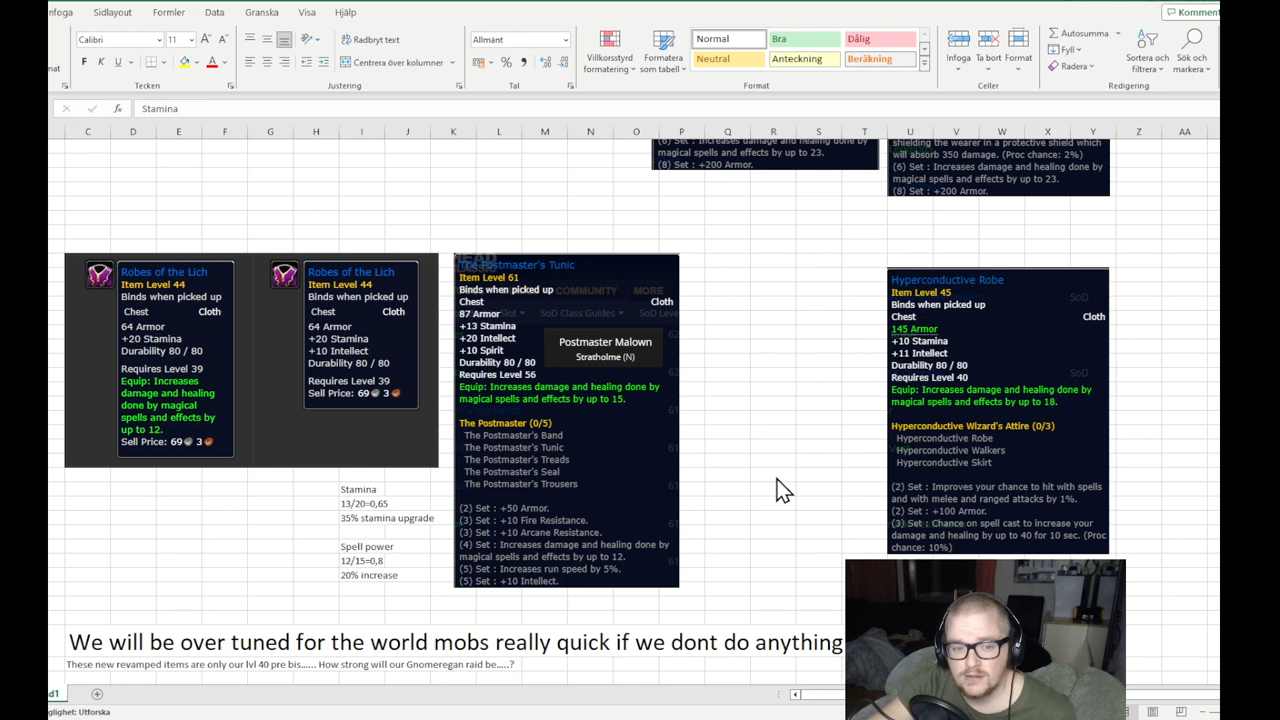 nfoga Sidlayout Formler Data Granska Visa Hjälp Komment
Calibri 11 Radbryt text Allmänt Normal Bra Dålig Autosumma
F K U Centrera över kolumner Neutral Anteckning Beräkning Fyll
Radera
Villkorsstyrd formatering Formatera som tabell Infoga Ta bort Format Sortera och filtrera Sök och markera
Tecken Justering Tal Format Celler Redigering
Stamina
C D E F G H I J K L M N O P Q R S T U V W X Y Z AA
(6) Set : Increases damage and healing done by
magical spells and effects by up to 23.
(8) Set : +200 Armor.
shielding the wearer in a protective shield which
will absorb 350 damage. (Proc chance: 2%)
(6) Set : Increases damage and healing done by
magical spells and effects by up to 23.
(8) Set : +200 Armor.
Robes of the Lich
Item Level 44
Binds when picked up
Chest Cloth
64 Armor
+20 Stamina
Durability 80 / 80
Requires Level 39
Equip: Increases
damage and healing
done by magical
spells and effects by
up to 12.
Sell Price: 69 3
Robes of the Lich
Item Level 44
Binds when picked up
Chest Cloth
64 Armor
+20 Stamina
+10 Intellect
Durability 80 / 80
Requires Level 39
Sell Price: 69 3
Stamina
13/20=0,65
35% stamina upgrade
Spell power
12/15=0,8
20% increase
The Postmaster's Tunic
Item Level 61
Binds when picked up
COMMUNITY MORE
Chest Cloth
87 Armor
Slot SoD Class Guides SoD Leve
+13 Stamina
+20 Intellect
+10 Spirit
Durability 80 / 80
Requires Level 56
Postmaster Malown
Stratholme (N)
Equip: Increases damage and healing done by
magical spells and effects by up to 15.
The Postmaster (0/5)
The Postmaster's Band
The Postmaster's Tunic
The Postmaster's Treads
The Postmaster's Seal
The Postmaster's Trousers
(2) Set : +50 Armor.
(3) Set : +10 Fire Resistance.
(3) Set : +10 Arcane Resistance.
(4) Set : Increases damage and healing done by
magical spells and effects by up to 12.
(5) Set : Increases run speed by 5%.
(5) Set : +10 Intellect.
Hyperconductive Robe
Item Level 45
Binds when picked up
SoD
Chest Cloth
145 Armor
+10 Stamina
+11 Intellect
Durability 80 / 80
SoD
Requires Level 40
Equip: Increases damage and healing done by
magical spells and effects by up to 18.
Hyperconductive Wizard's Attire (0/3)
Hyperconductive Robe
Hyperconductive Walkers
Hyperconductive Skirt
(2) Set : Improves your chance to hit with spells
and with melee and ranged attacks by 1%.
(2) Set : +100 Armor.
(3) Set : Chance on spell cast to increase your
damage and healing by up to 40 for 10 sec. (Proc
chance: 10%)
We will be over tuned for the world mobs really quick if we dont do anything
These new revamped items are only our lvl 40 pre bis...... How strong will our Gnomeregan raid be.....?
d1
glighet: Utforska